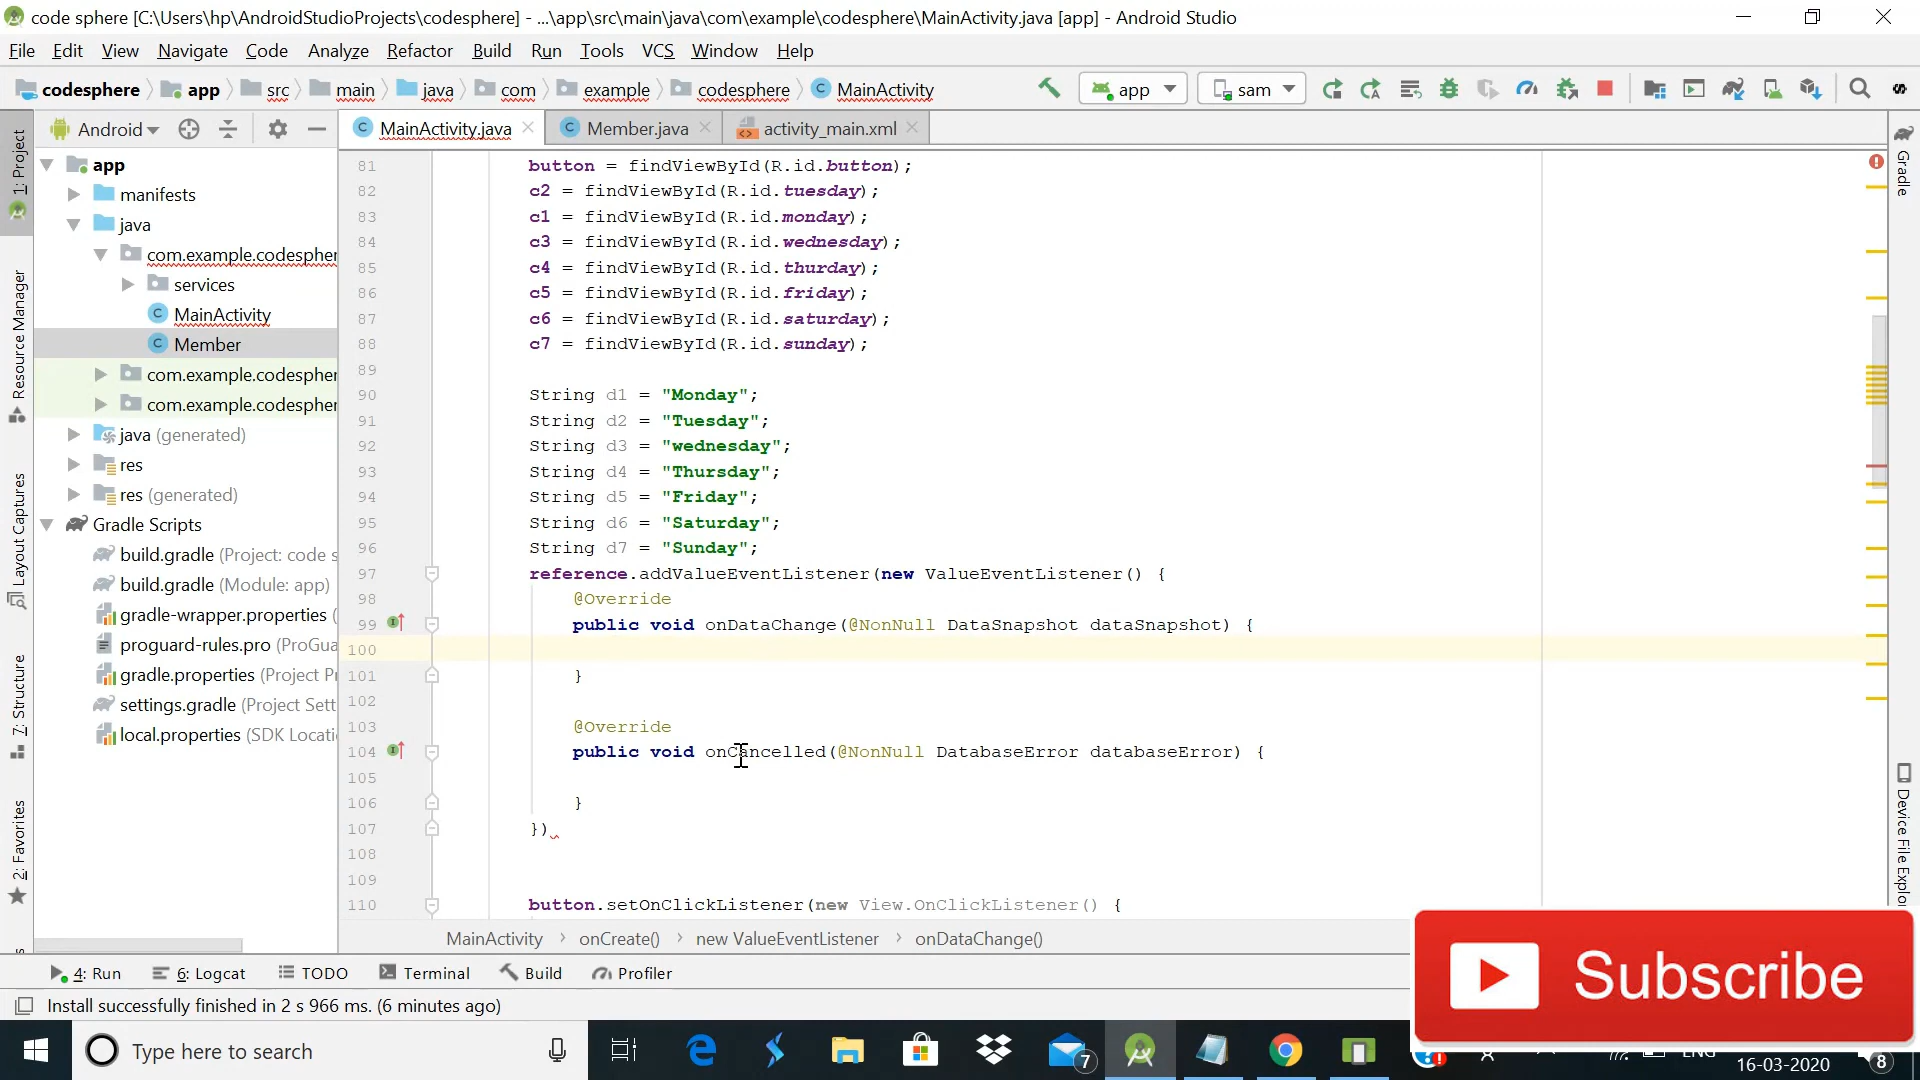 code sphere [C:\Users\hp\AndroidStudioProjects\codesphere] - ...\app\src\main\java\com\example\codesphere\MainActivity.java [app] - Android Studio
File Edit View Navigate Code Analyze Refactor Build Run Tools VCS Window Help
codesphere app src main java com example codesphere MainActivity app sam
Android MainActivity.java Member.java activity_main.xml
1: Project
Resource Manager
Layout Captures
7: Structure
2: Favorites
app
manifests
java
com.example.codespher
services
MainActivity
Member
com.example.codespher
com.example.codespher
java (generated)
res
res (generated)
Gradle Scripts
build.gradle (Project: code s
build.gradle (Module: app)
gradle-wrapper.properties (
proguard-rules.pro (ProGua
gradle.properties (Project P
settings.gradle (Project Sett
local.properties (SDK Locati
81 button = findViewById(R.id.button);
82 c2 = findViewById(R.id.tuesday);
83 c1 = findViewById(R.id.monday);
84 c3 = findViewById(R.id.wednesday);
85 c4 = findViewById(R.id.thurday);
86 c5 = findViewById(R.id.friday);
87 c6 = findViewById(R.id.saturday);
88 c7 = findViewById(R.id.sunday);
89
90 String d1 = "Monday";
91 String d2 = "Tuesday";
92 String d3 = "wednesday";
93 String d4 = "Thursday";
94 String d5 = "Friday";
95 String d6 = "Saturday";
96 String d7 = "Sunday";
97 reference.addValueEventListener(new ValueEventListener() {
98 @Override
99 public void onDataChange(@NonNull DataSnapshot dataSnapshot) {
100
101 }
102
103 @Override
104 public void onCancelled(@NonNull DatabaseError databaseError) {
105
106 }
107 })
108
109
110 button.setOnClickListener(new View.OnClickListener() {
MainActivity › onCreate() › new ValueEventListener › onDataChange()
Gradle
Device File Explo
4: Run 6: Logcat TODO Terminal Build Profiler
Install successfully finished in 2 s 966 ms. (6 minutes ago)
Subscribe
Type here to search
7
ENG
16-03-2020
8